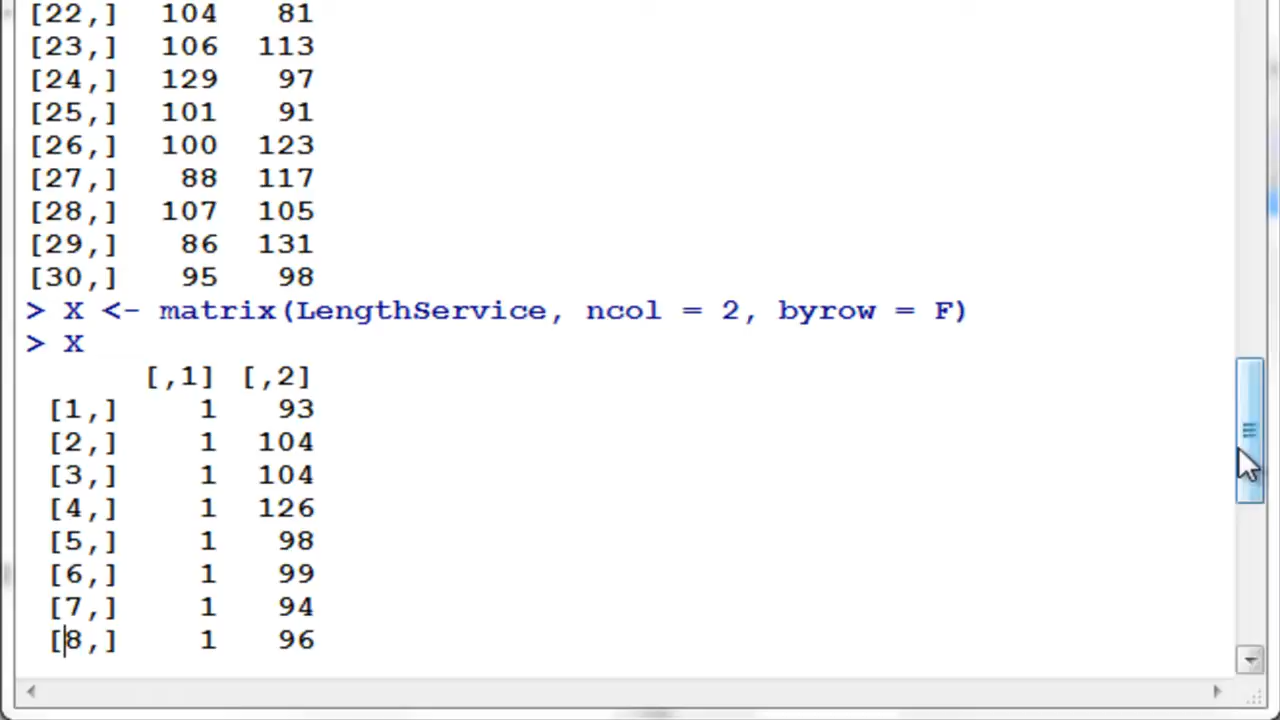 [22,] 104 81
[23,] 106 113
[24,] 129 97
[25,] 101 91
[26,] 100 123
[27,] 88 117
[28,] 107 105
[29,] 86 131
[30,] 95 98
> X <- matrix(LengthService, ncol = 2, byrow = F)
> X
[,1] [,2]
[1,] 1 93
[2,] 1 104
[3,] 1 104
[4,] 1 126
[5,] 1 98
[6,] 1 99
[7,] 1 94
[8,] 1 96